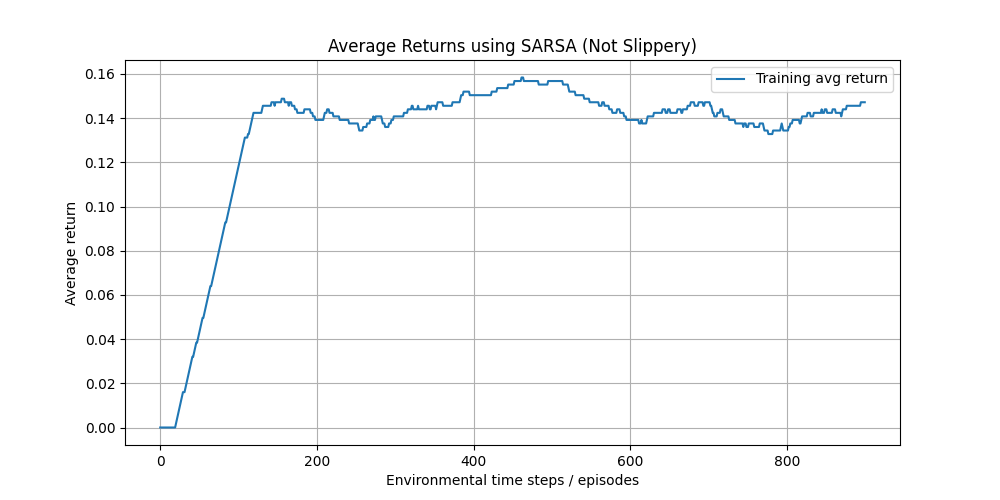 Average Returns using SARSA (Not Slippery)
Training avg return
Average return
0.16
0.14
0.12
0.10
0.08
0.06
0.04
0.02
0.00
0 200 400 600 800
Environmental time steps / episodes